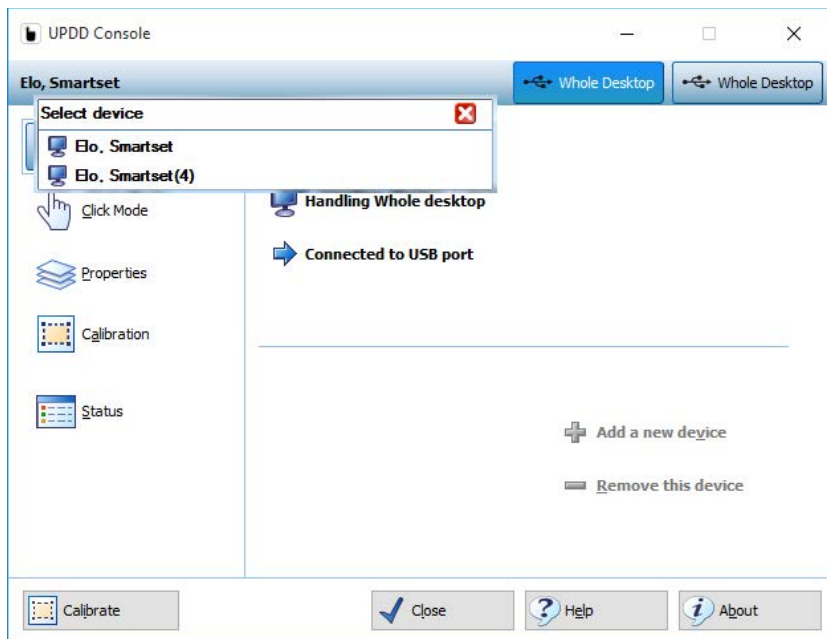 UPDD Console
Elo, Smartset
Whole Desktop
Whole Desktop
Select device
Elo, Smartset
Elo, Smartset(4)
Click Mode
Properties
Calibration
Status
Handling Whole desktop
Connected to USB port
Add a new device
Remove this device
Calibrate
Close
Help
About